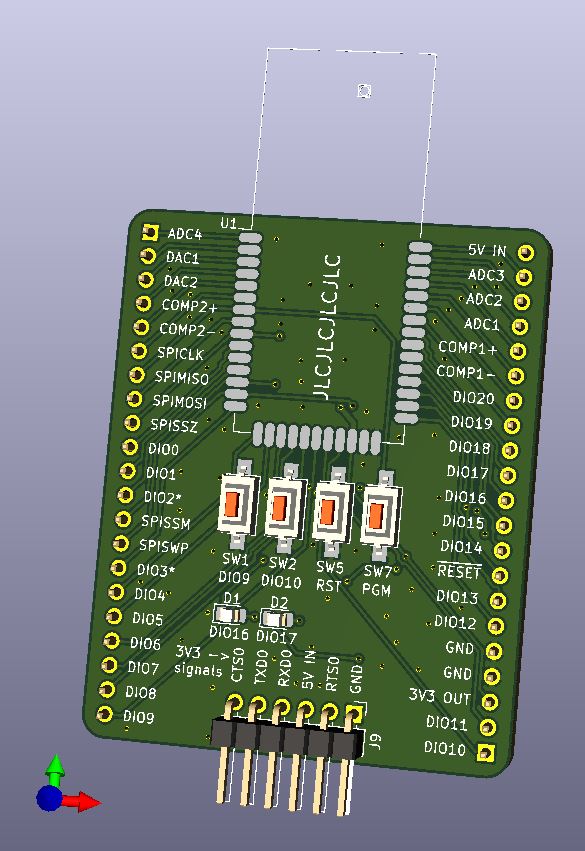 U1
ADC4
DAC1
DAC2
COMP2+
COMP2-
SPICLK
SPIMISO
SPIMOSI
SPISSZ
DIO0
DIO1
DIO2*
SPISSM
SPISWP
DIO3*
DIO4
DIO5
DIO6
DIO7
DIO8
DIO9
JLCJLCJLCJLC
5V IN
ADC3
ADC2
ADC1
COMP1+
COMP1-
DIO20
DIO19
DIO18
DIO17
DIO16
DIO15
DIO14
RESET
DIO13
DIO12
GND
GND
3V3 OUT
DIO11
DIO10
SW1
DIO9
SW2
DIO10
SW5
RST
SW7
PGM
D1
DIO16
D2
DIO17
3V3
signals
CTS0
TXD0
RXD0
5V IN
RTS0
GND
J9